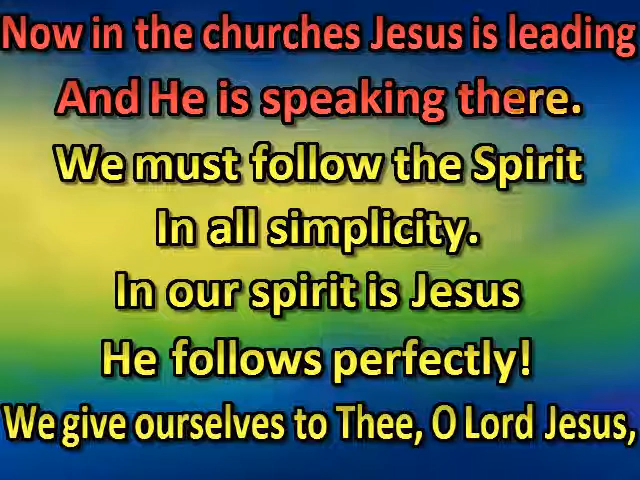 Now in the churches Jesus is leading
And He is speaking there.
We must follow the Spirit
In all simplicity.
In our spirit is Jesus
He follows perfectly!
We give ourselves to Thee, O Lord Jesus,